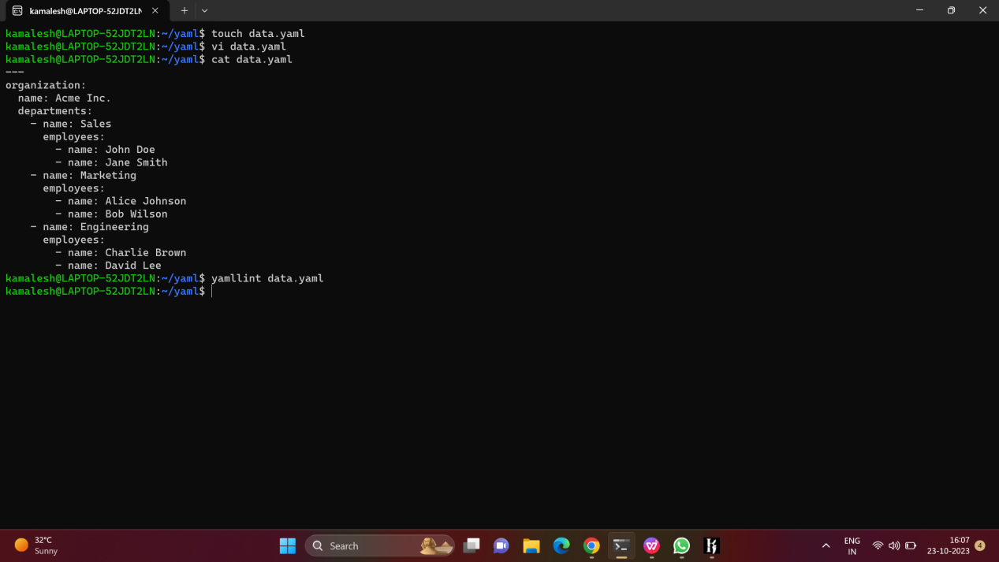 kamalesh@LAPTOP-52JDT2LN
kamalesh@LAPTOP-52JDT2LN:~/yaml$ touch data.yaml
kamalesh@LAPTOP-52JDT2LN:~/yaml$ vi data.yaml
kamalesh@LAPTOP-52JDT2LN:~/yaml$ cat data.yaml
---
organization:
  name: Acme Inc.
  departments:
    - name: Sales
      employees:
        - name: John Doe
        - name: Jane Smith
    - name: Marketing
      employees:
        - name: Alice Johnson
        - name: Bob Wilson
    - name: Engineering
      employees:
        - name: Charlie Brown
        - name: David Lee
kamalesh@LAPTOP-52JDT2LN:~/yaml$ yamllint data.yaml
kamalesh@LAPTOP-52JDT2LN:~/yaml$
32°C
Sunny
Search
ENG
IN
16:07
23-10-2023
4